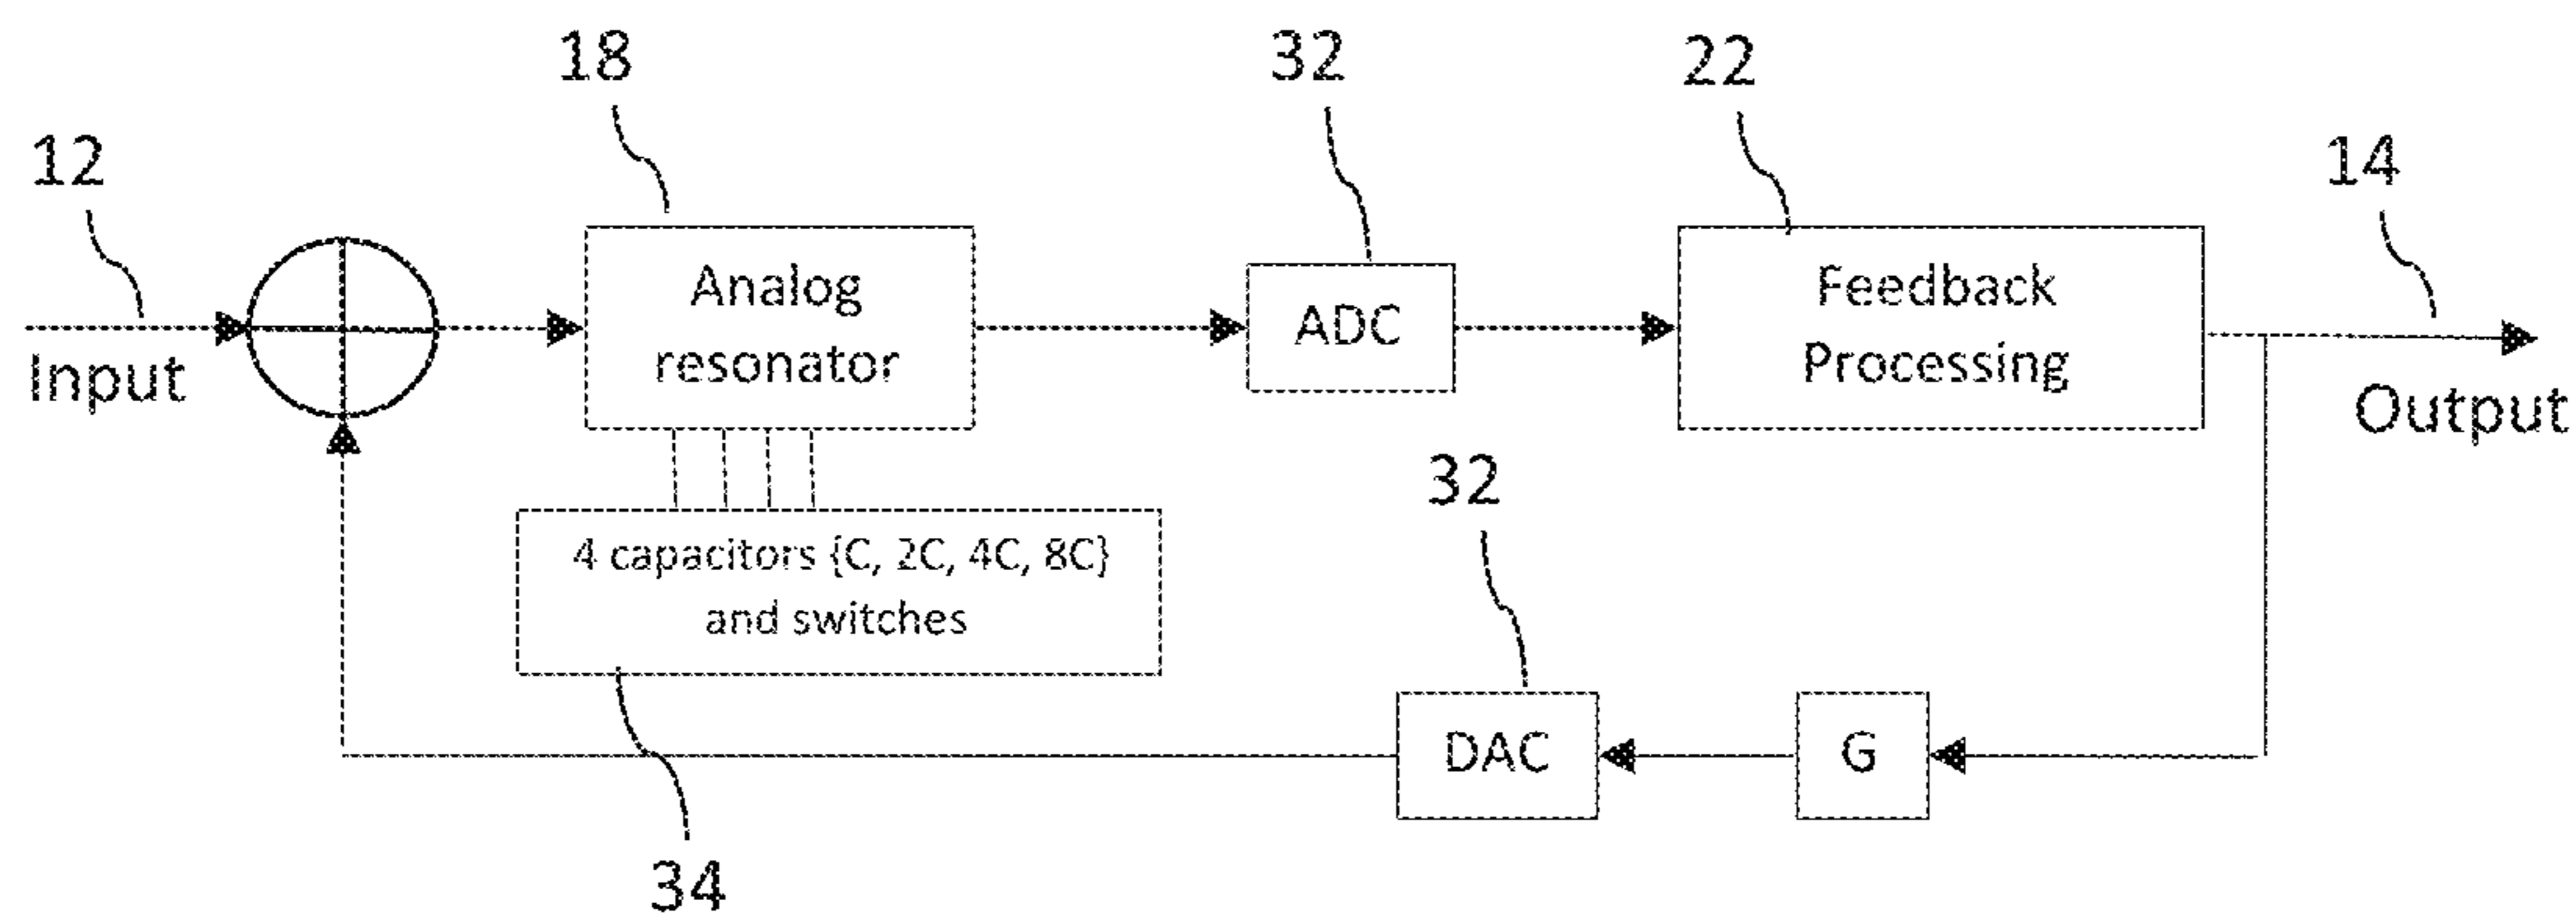 18
32
22
12
14
Analog
resonator
ADC
Feedback
Processing
Input
Output
32
4 capacitors {C, 2C, 4C, 8C}
and switches
DAC
G
34